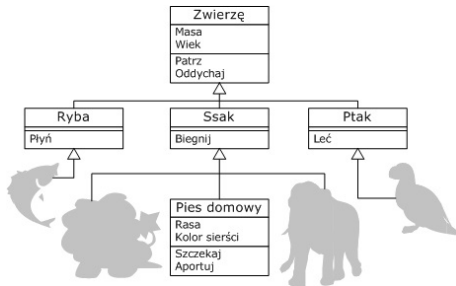 Zwierzę
Masa
Wiek
Patrz
Oddychaj
Ryba
Płyń
Ssak
Biegnij
Ptak
Leć
Pies domowy
Rasa
Kolor sierści
Szczekaj
Aportuj